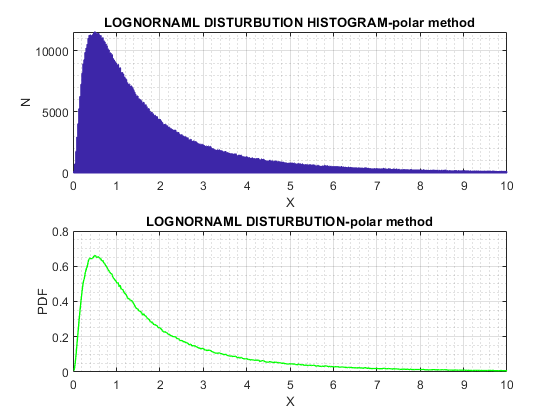 LOGNORNAML DISTURBUTION HISTOGRAM-polar method
10000
5000
0
N
0 1 2 3 4 5 6 7 8 9 10
X
LOGNORNAML DISTURBUTION-polar method
0.8
0.6
0.4
0.2
0
PDF
0 1 2 3 4 5 6 7 8 9 10
X